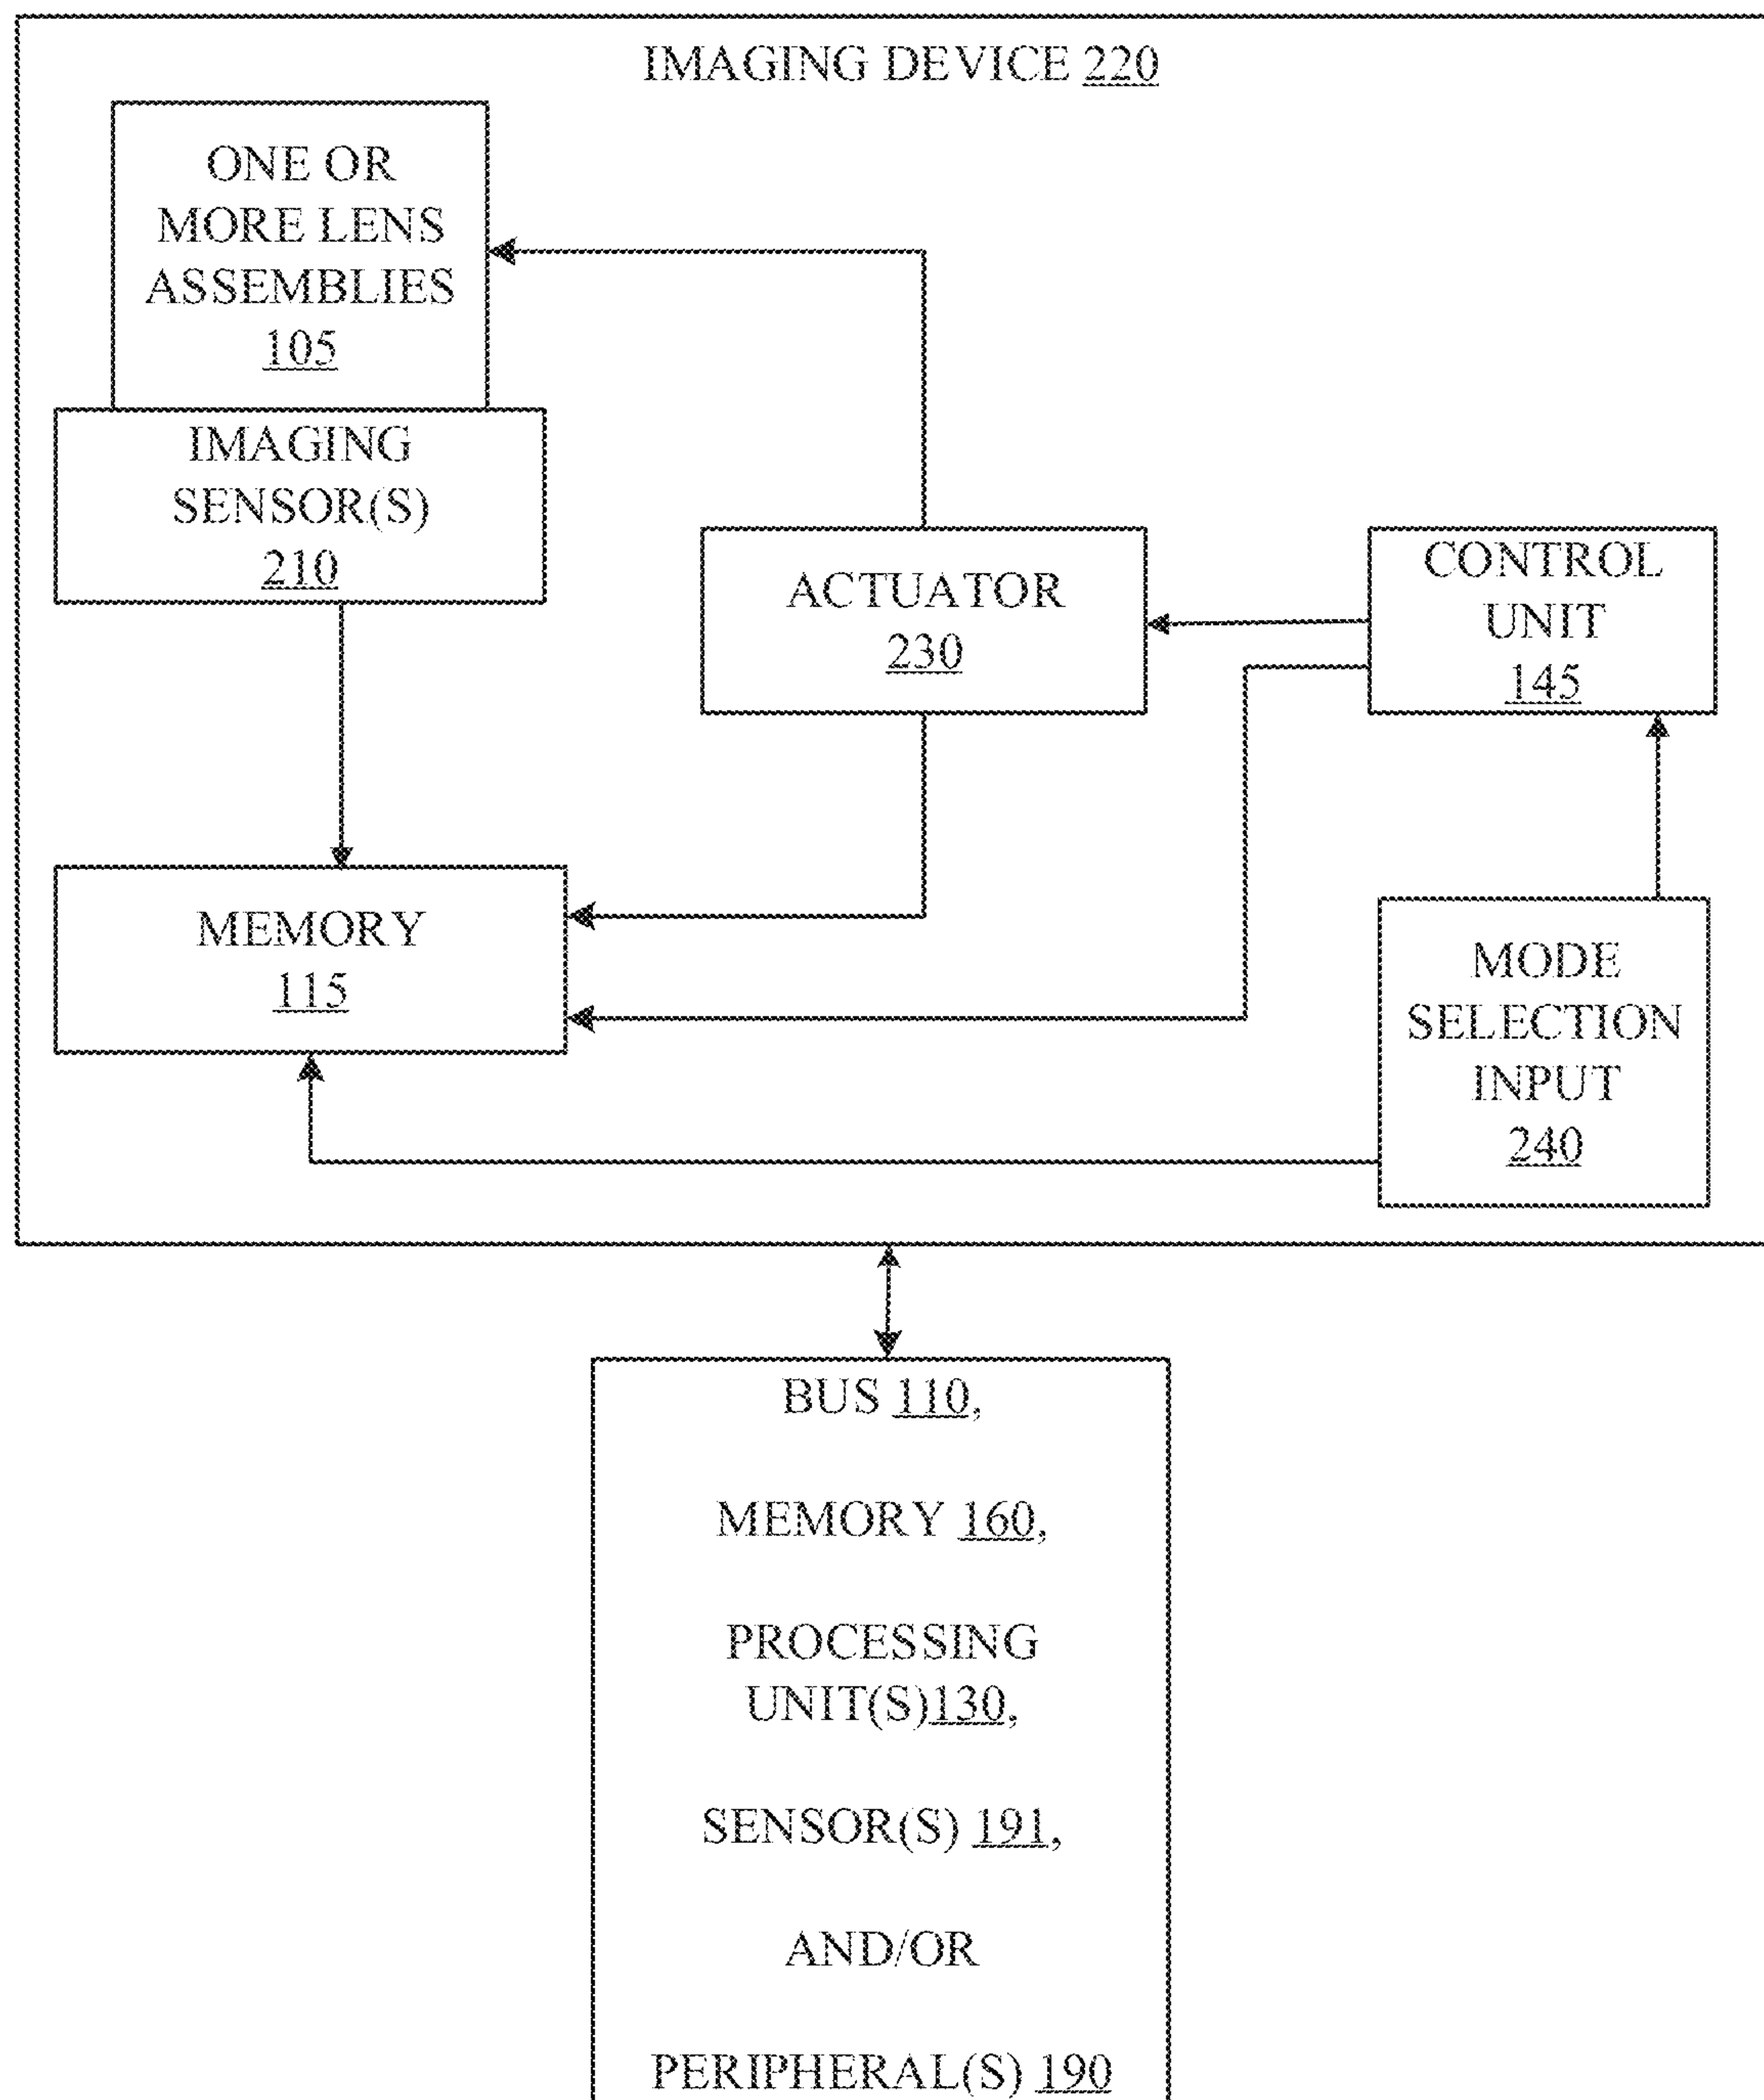 IMAGING DEVICE 220
ONE OR
MORE LENS
ASSEMBLIES
105
IMAGING
SENSOR(S)
210
ACTUATOR
230
CONTROL
UNIT
145
MEMORY
115
MODE
SELECTION
INPUT
240
BUS 110,
MEMORY 160,
PROCESSING
UNIT(S)130,
SENSOR(S) 191,
AND/OR
PERIPHERAL(S) 190